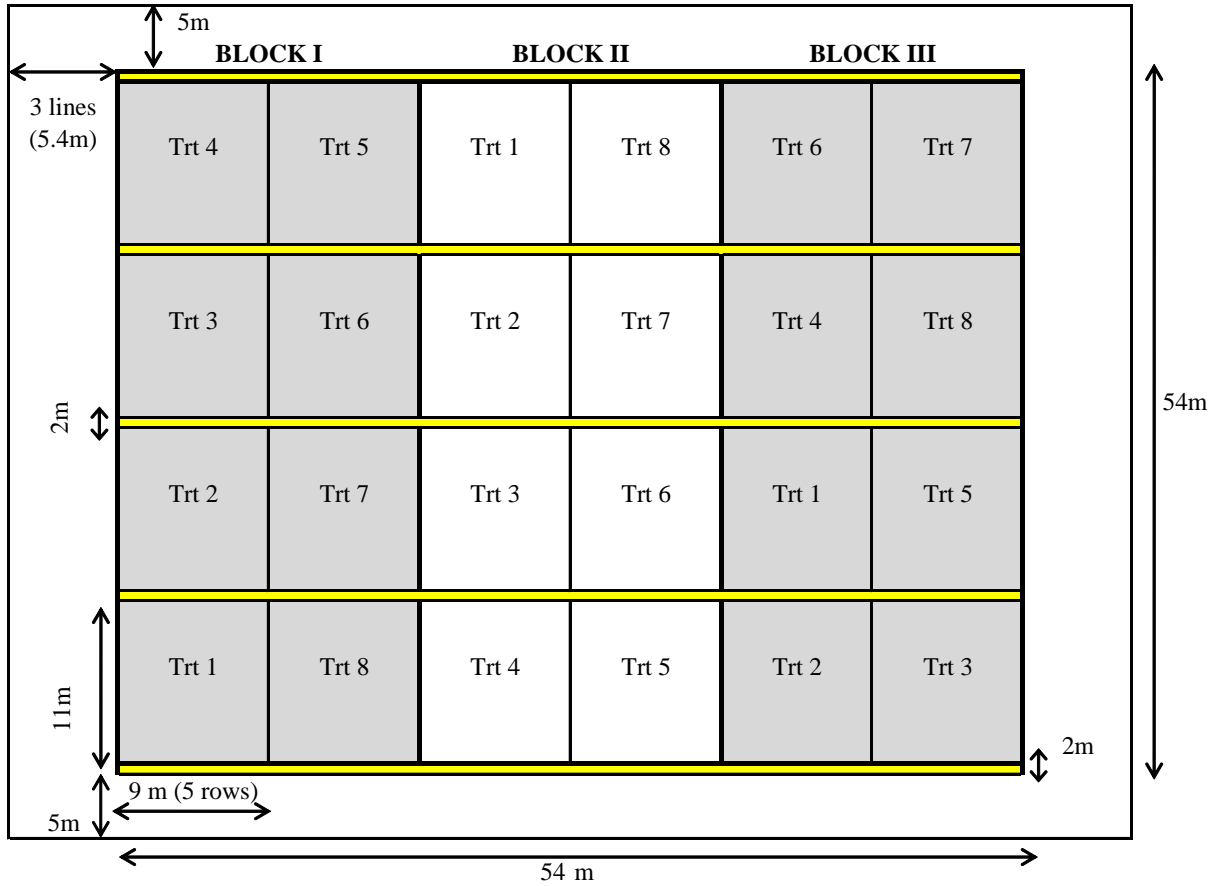 5m
BLOCK I BLOCK II BLOCK III
3 lines
(5.4m)
Trt 4 Trt 5 Trt 1 Trt 8 Trt 6 Trt 7
Trt 3 Trt 6 Trt 2 Trt 7 Trt 4 Trt 8
2m
54m
Trt 2 Trt 7 Trt 3 Trt 6 Trt 1 Trt 5
Trt 1 Trt 8 Trt 4 Trt 5 Trt 2 Trt 3
11m
2m
9 m (5 rows)
5m
54 m